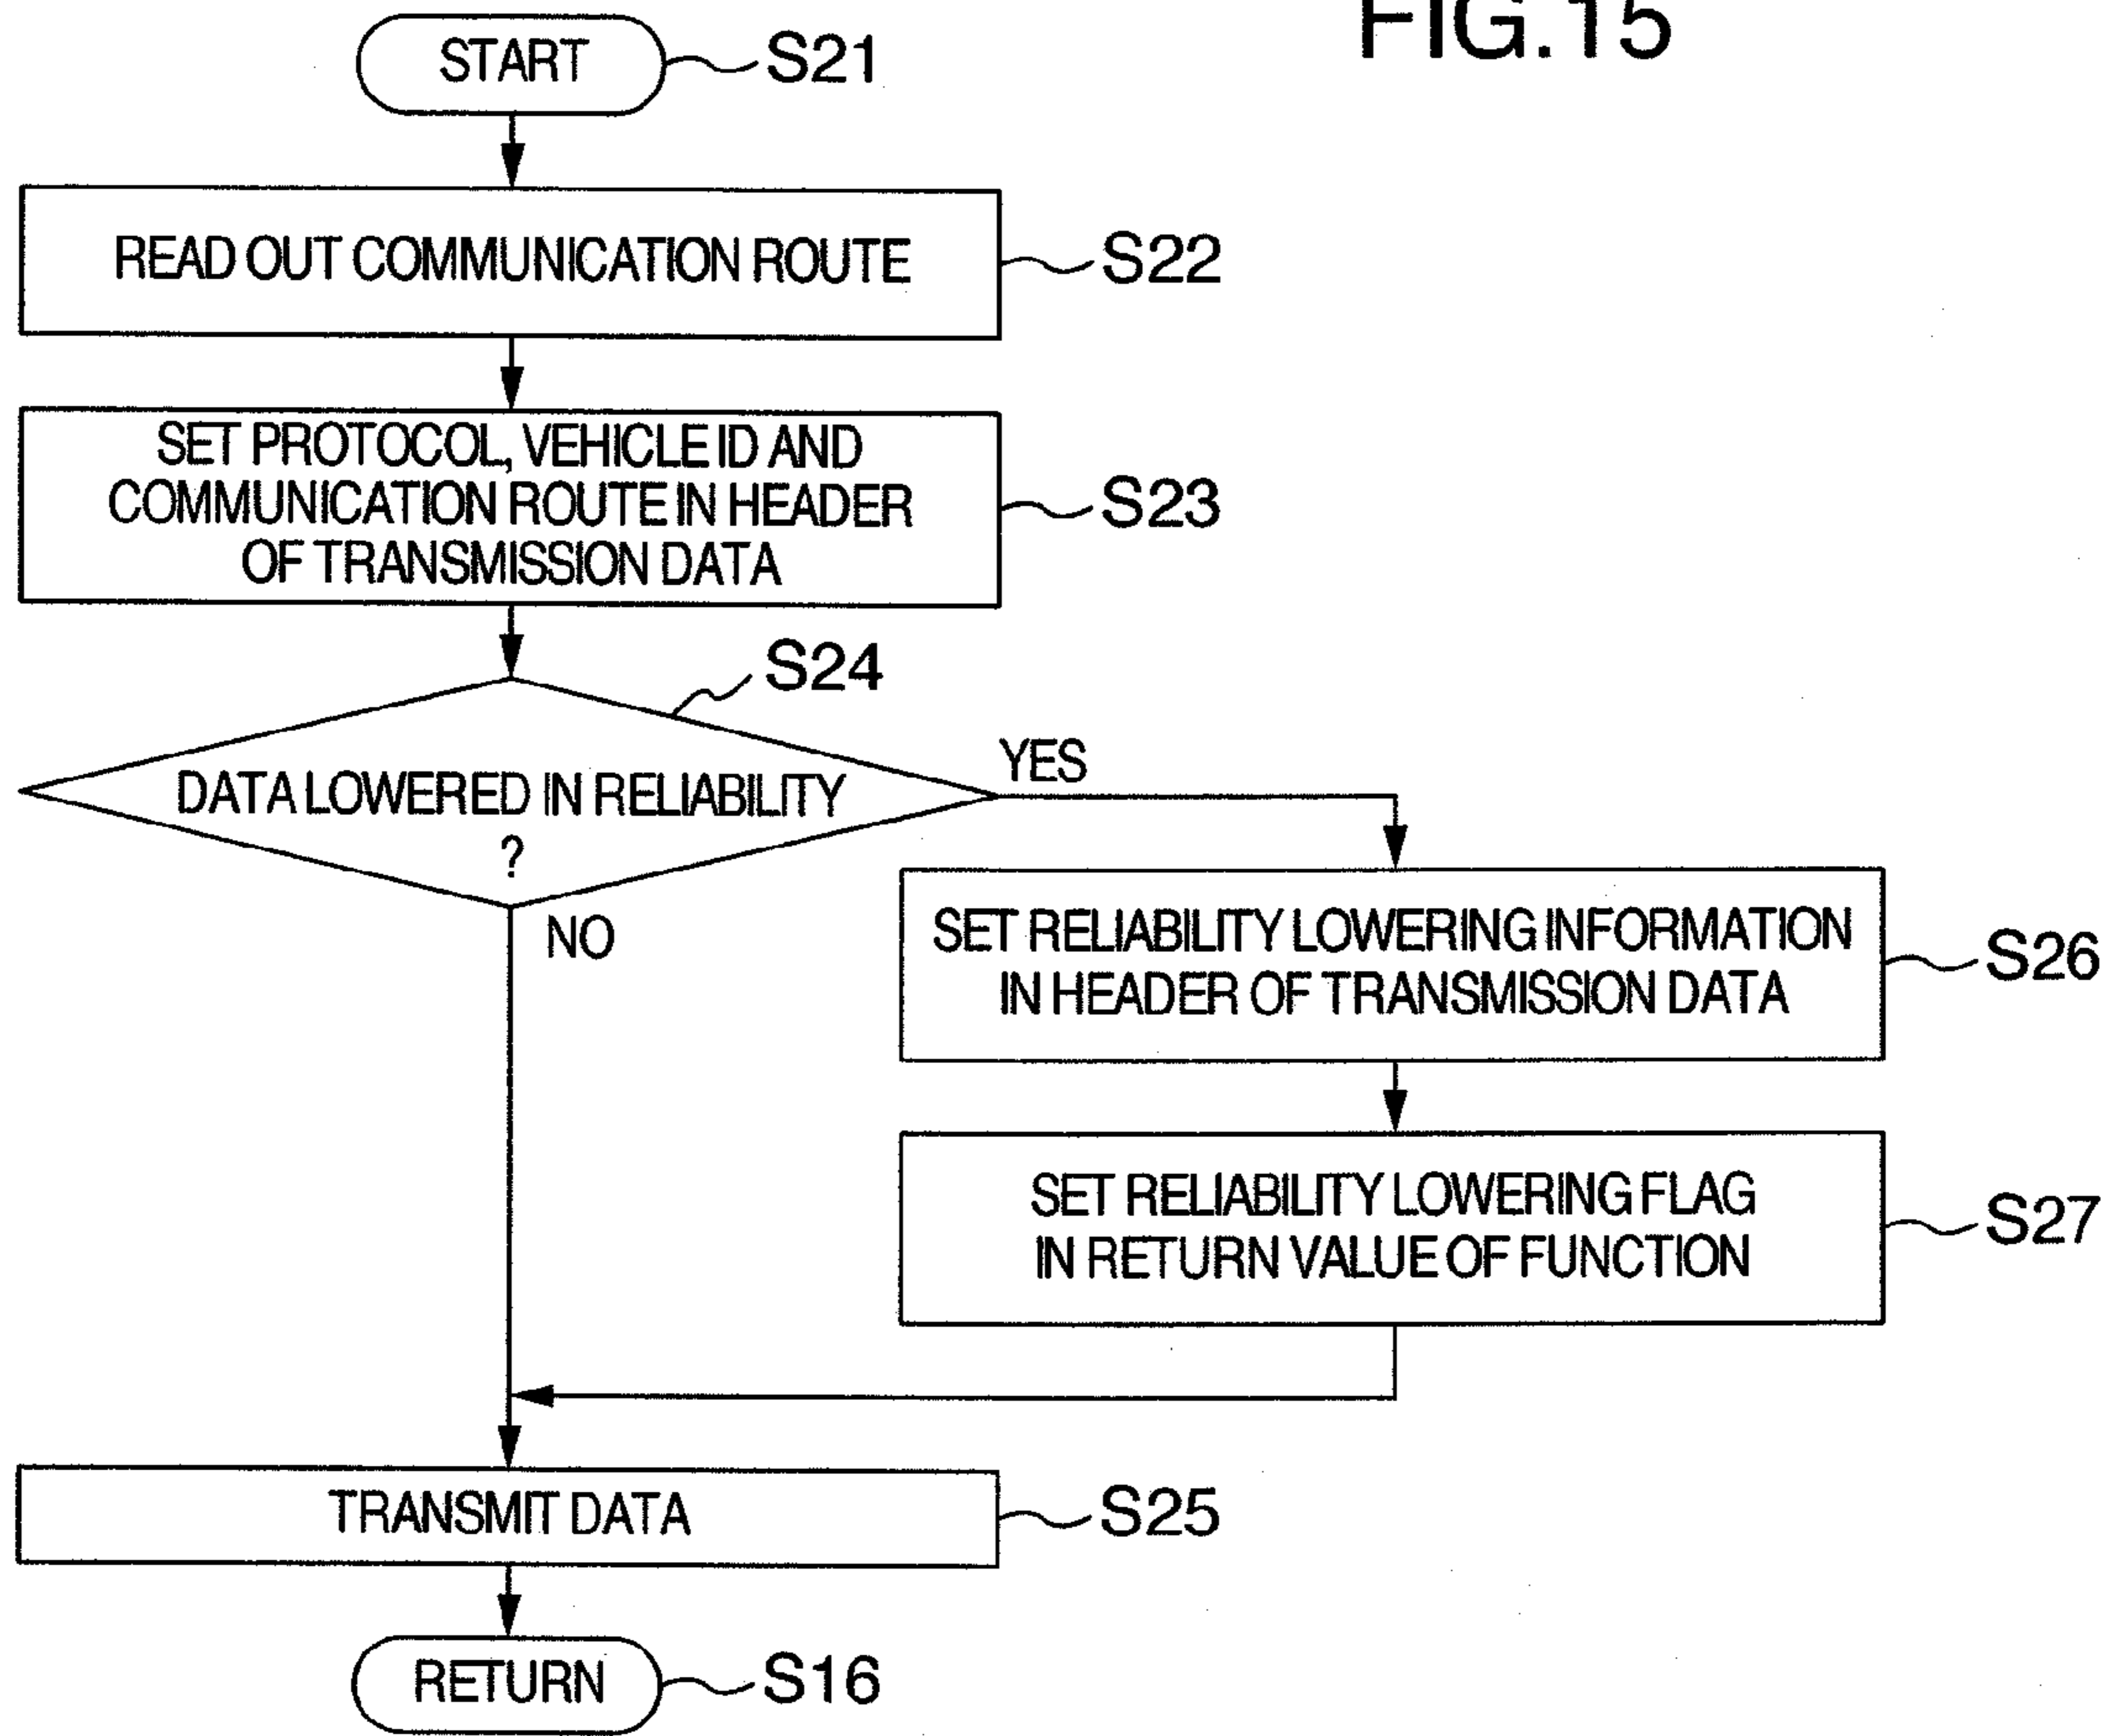 FIG.15
START
S21
READ OUT COMMUNICATION ROUTE
S22
SET PROTOCOL, VEHICLE ID AND
COMMUNICATION ROUTE IN HEADER
OF TRANSMISSION DATA
S23
S24
DATA LOWERED IN RELIABILITY
?
YES
NO
SET RELIABILITY LOWERING INFORMATION
IN HEADER OF TRANSMISSION DATA
S26
SET RELIABILITY LOWERING FLAG
IN RETURN VALUE OF FUNCTION
S27
TRANSMIT DATA
S25
RETURN
S16